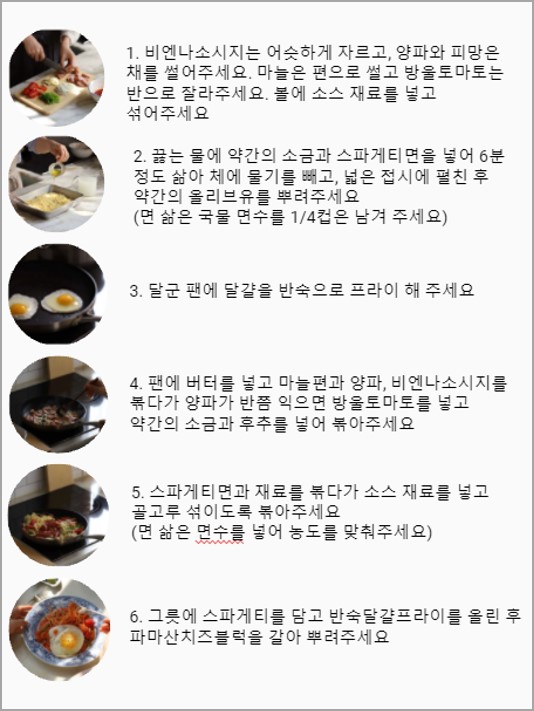 1. 비엔나소시지는 어슷하게 자르고, 양파와 피망은
채를 썰어주세요. 마늘은 편으로 썰고 방울토마토는
반으로 잘라주세요. 볼에 소스 재료를 넣고
섞어주세요
2. 끓는 물에 약간의 소금과 스파게티면을 넣어 6분
정도 삶아 체에 물기를 빼고, 넓은 접시에 펼친 후
약간의 올리브유를 뿌려주세요
(면 삶은 국물 면수를 1/4컵은 남겨 주세요)
3. 달군 팬에 달걀을 반숙으로 프라이 해 주세요
4. 팬에 버터를 넣고 마늘편과 양파, 비엔나소시지를
볶다가 양파가 반쯤 익으면 방울토마토를 넣고
약간의 소금과 후추를 넣어 볶아주세요
5. 스파게티면과 재료를 볶다가 소스 재료를 넣고
골고루 섞이도록 볶아주세요
(면 삶은 면수를 넣어 농도를 맞춰주세요)
6. 그릇에 스파게티를 담고 반숙달걀프라이를 올린 후
파마산치즈블럭을 갈아 뿌려주세요